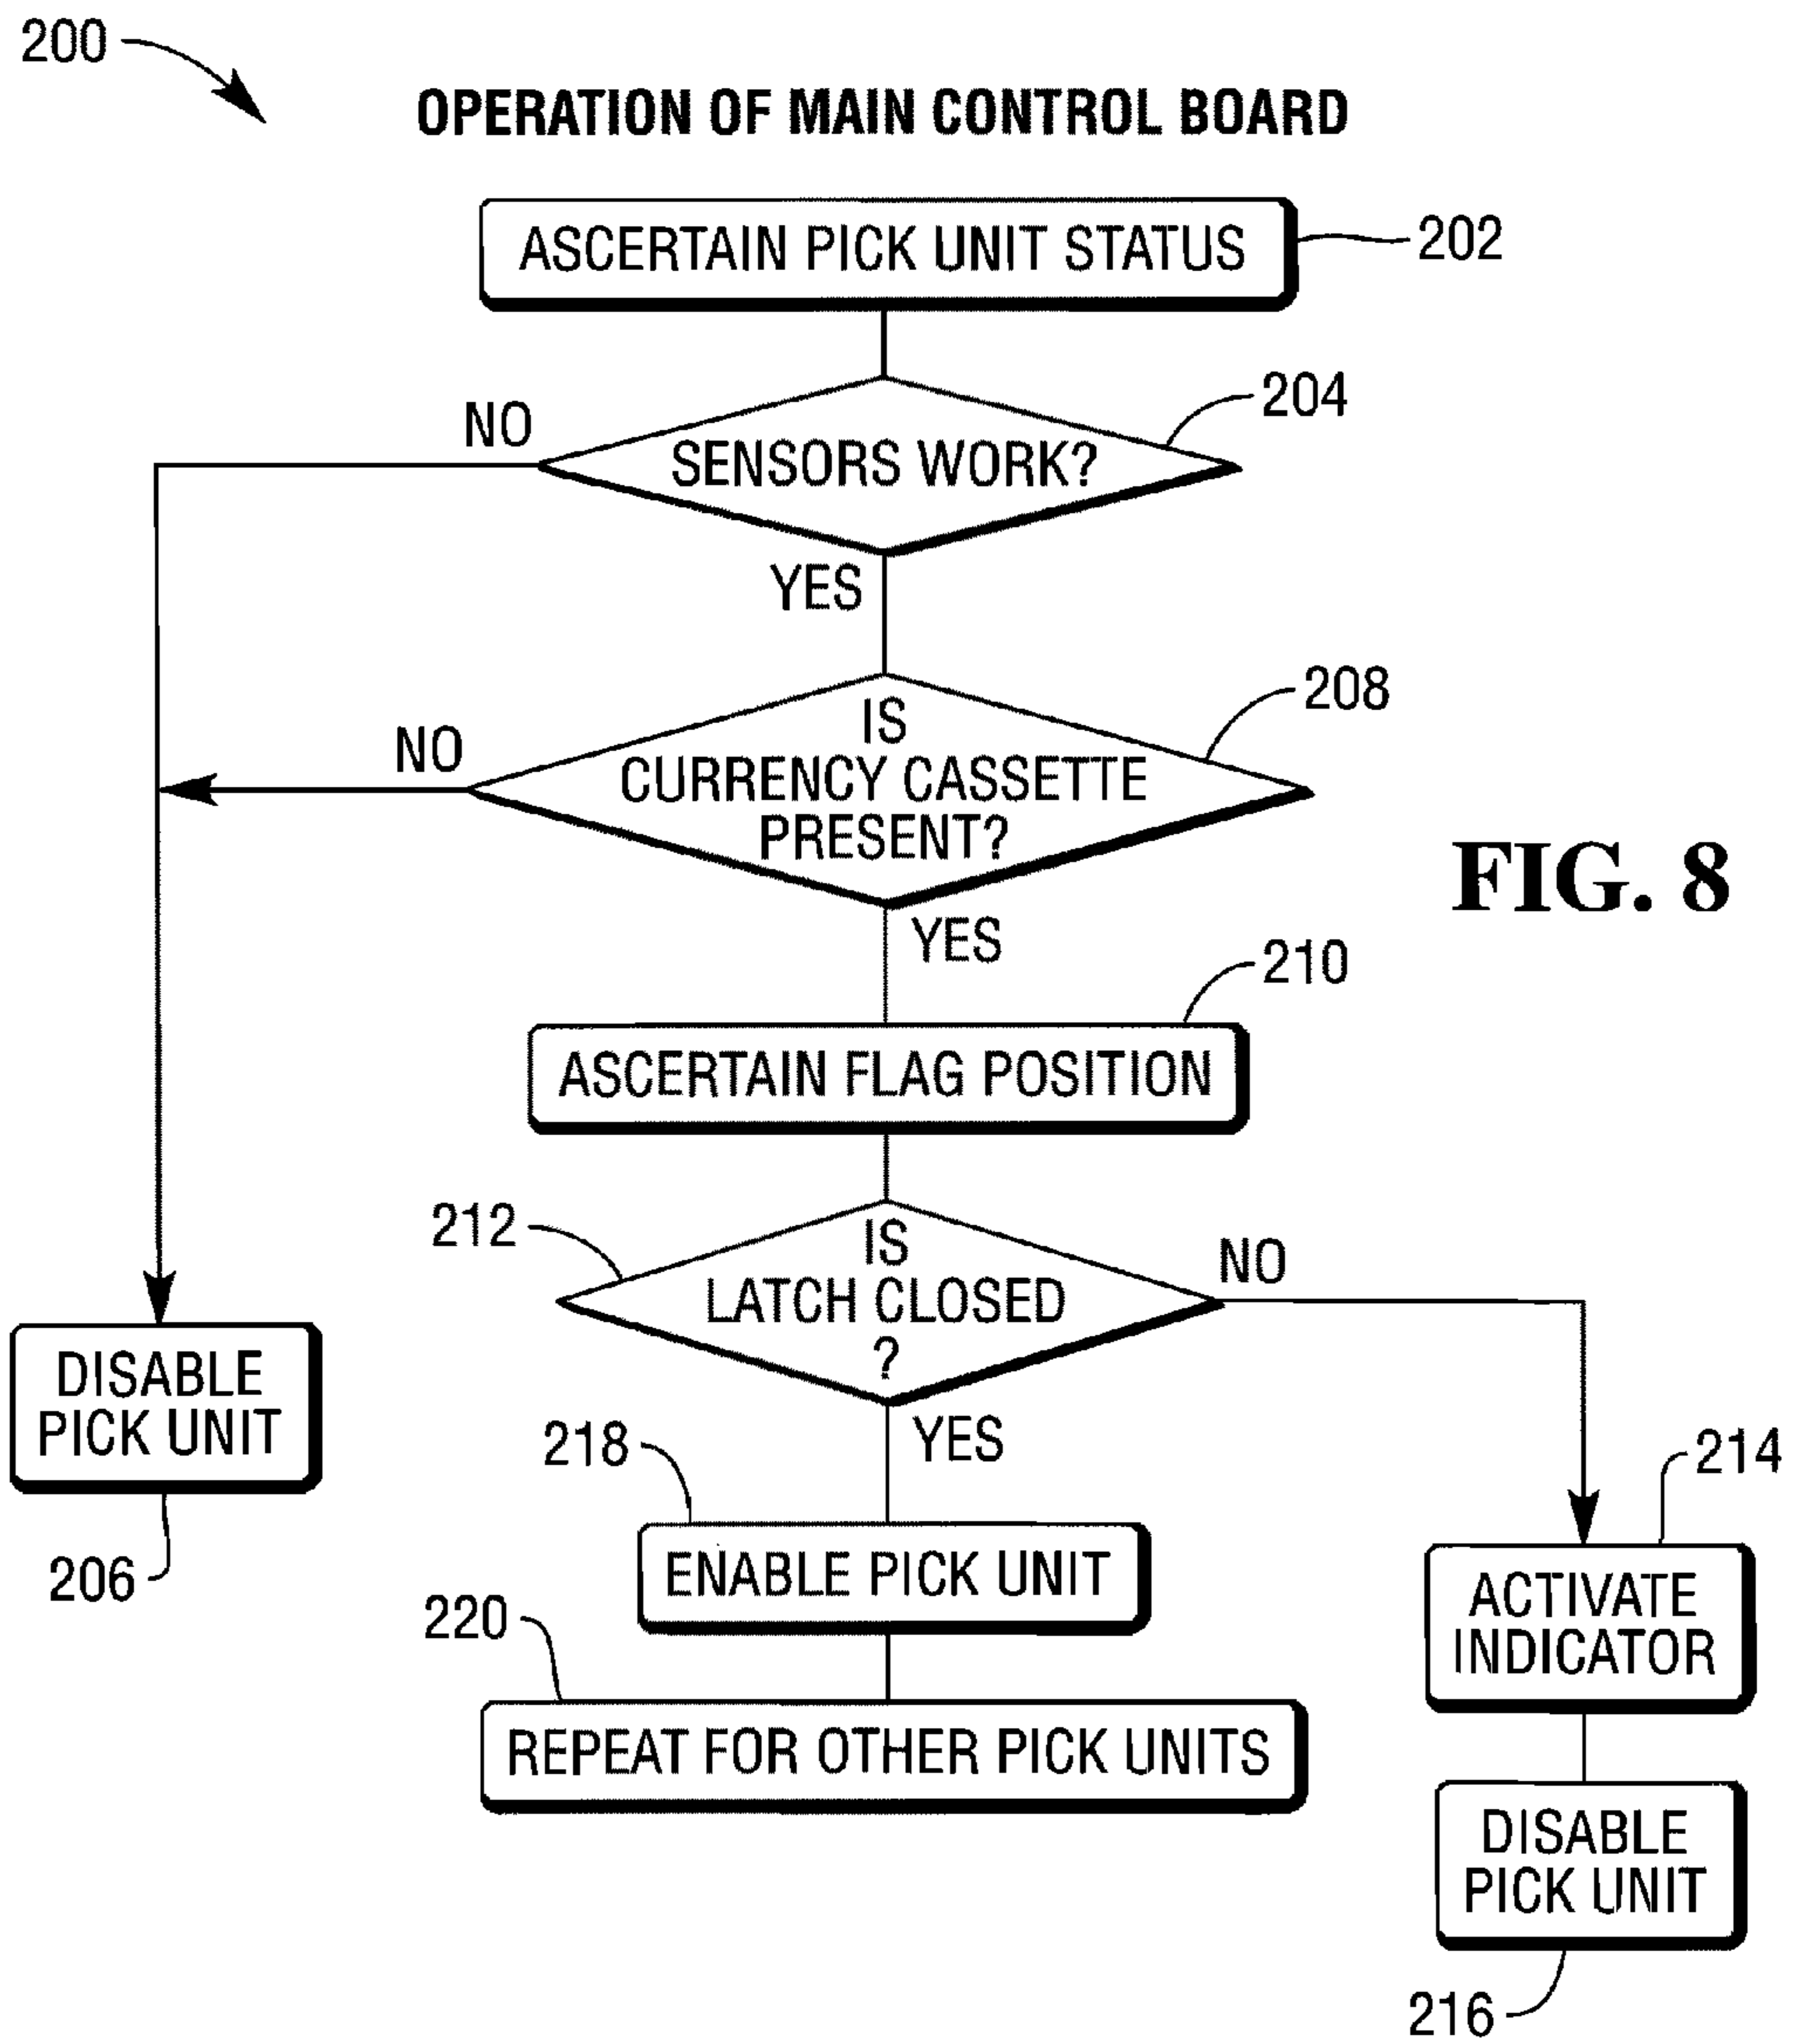 200
OPERATION OF MAIN CONTROL BOARD
ASCERTAIN PICK UNIT STATUS
202
204
NO
SENSORS WORK?
YES
208
NO
IS
CURRENCY CASSETTE
PRESENT?
FIG. 8
YES
210
ASCERTAIN FLAG POSITION
212
IS
LATCH CLOSED
?
NO
DISABLE
PICK UNIT
206
YES
218
214
ENABLE PICK UNIT
220
ACTIVATE
INDICATOR
REPEAT FOR OTHER PICK UNITS
DISABLE
PICK UNIT
216